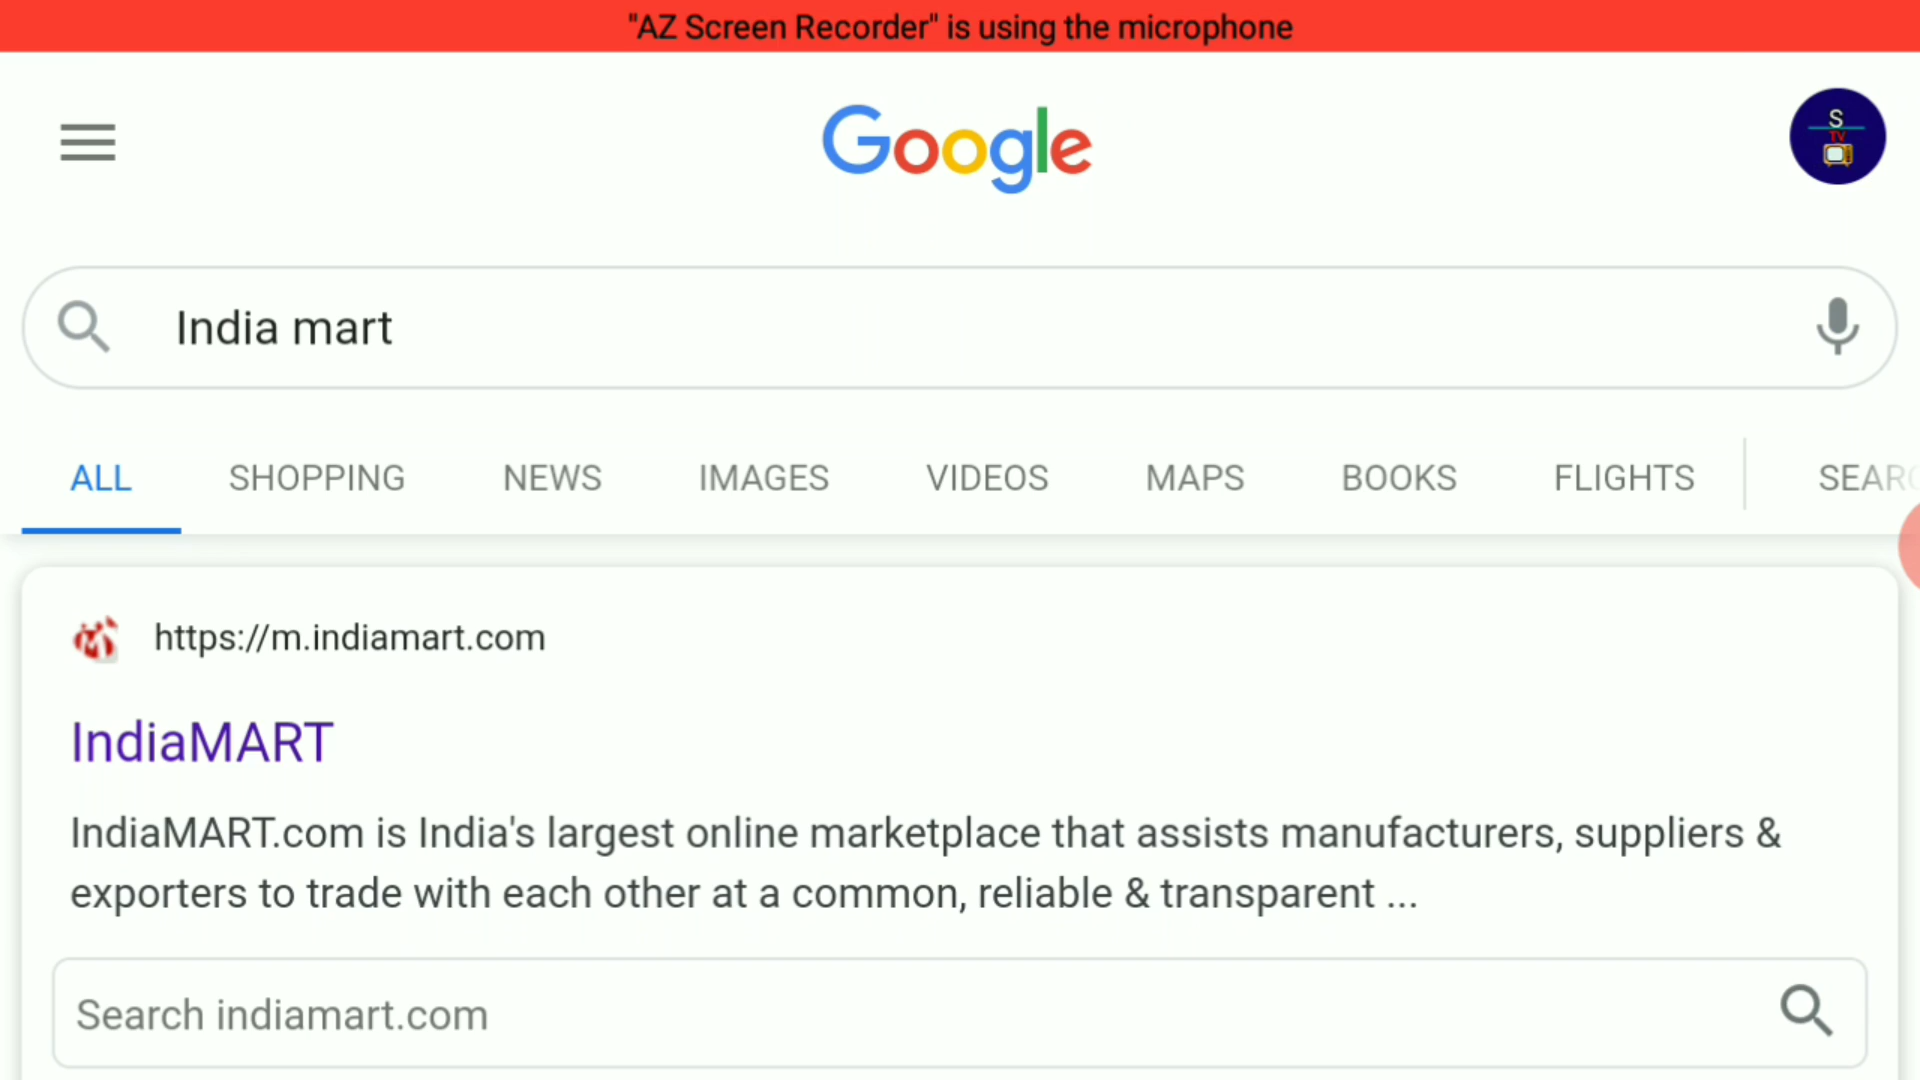 "AZ Screen Recorder" is using the microphone
Google
S
TV
India mart
ALL SHOPPING NEWS IMAGES VIDEOS MAPS BOOKS FLIGHTS
https://m.indiamart.com
IndiaMART
IndiaMART.com is India's largest online marketplace that assists manufacturers, suppliers &
exporters to trade with each other at a common, reliable & transparent ...
Search indiamart.com